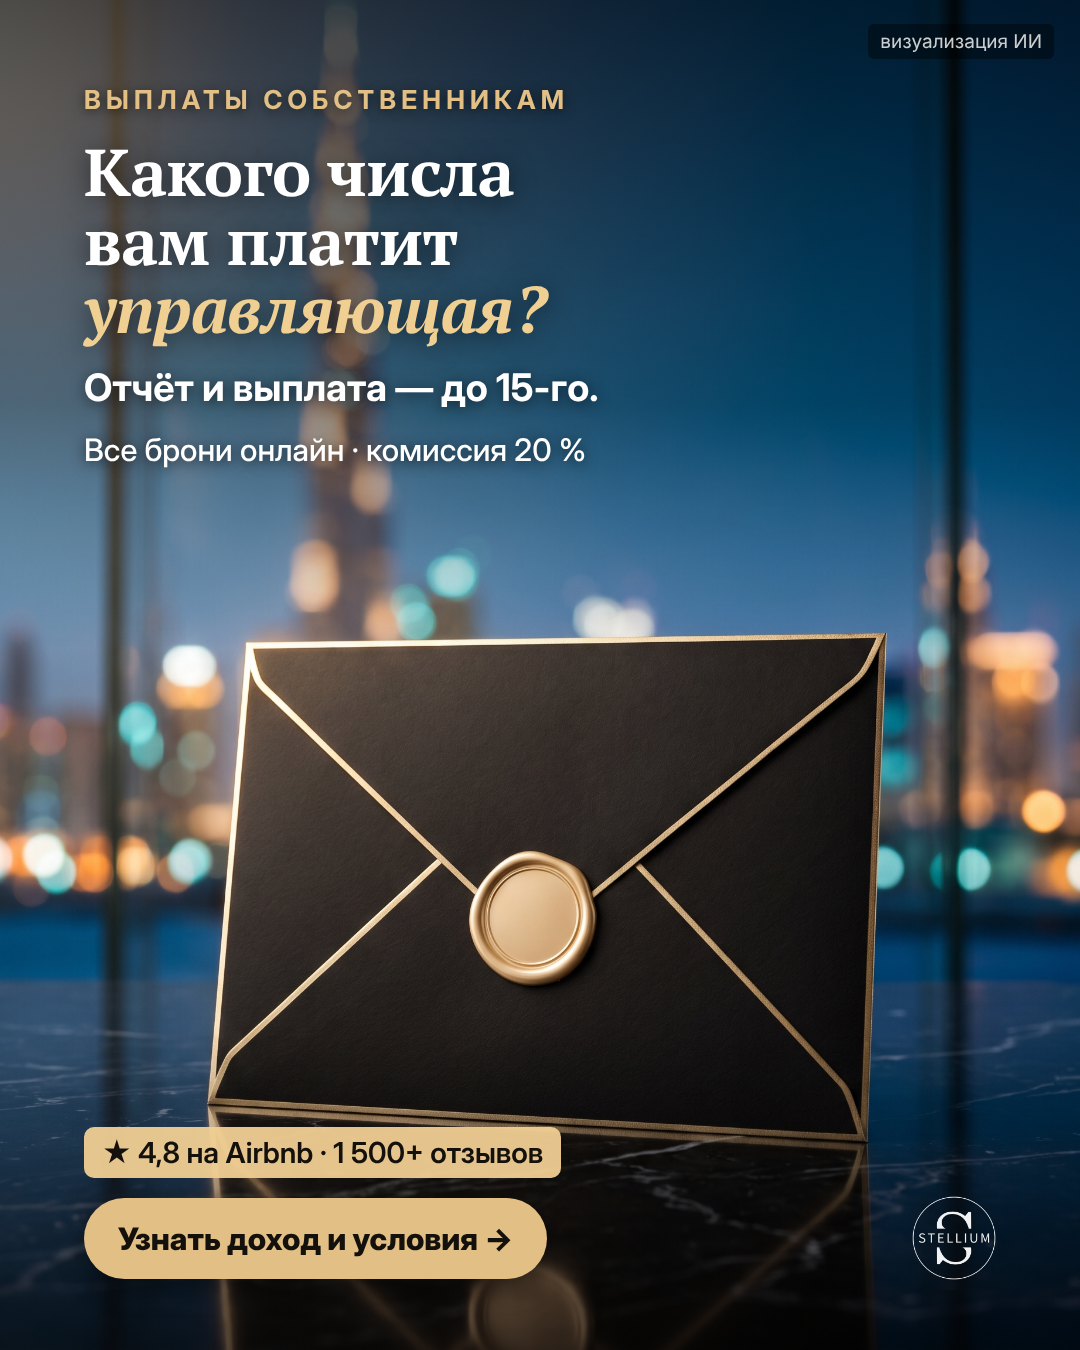 визуализация ИИ
ВЫПЛАТЫ СОБСТВЕННИКАМ
Какого числа
вам платит
управляющая?
Отчёт и выплата — до 15-го.
Все брони онлайн · комиссия 20 %
★ 4,8 на Airbnb · 1 500+ отзывов
Узнать доход и условия →
S
STELLIUM